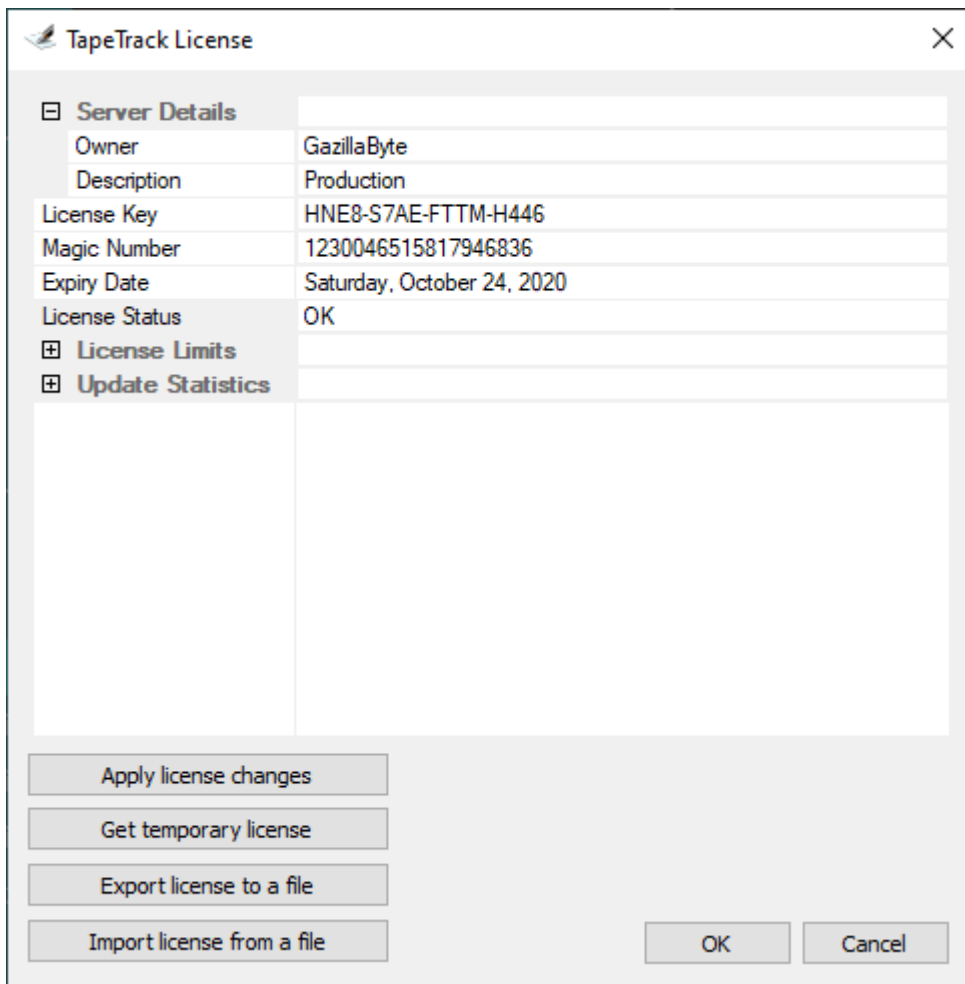 TapeTrack License
Server Details
Owner GazillaByte
Description Production
License Key HNE8-S7AE-FTTM-H446
Magic Number 1230046515817946836
Expiry Date Saturday, October 24, 2020
License Status OK
License Limits
Update Statistics
Apply license changes
Get temporary license
Export license to a file
Import license from a file
OK Cancel